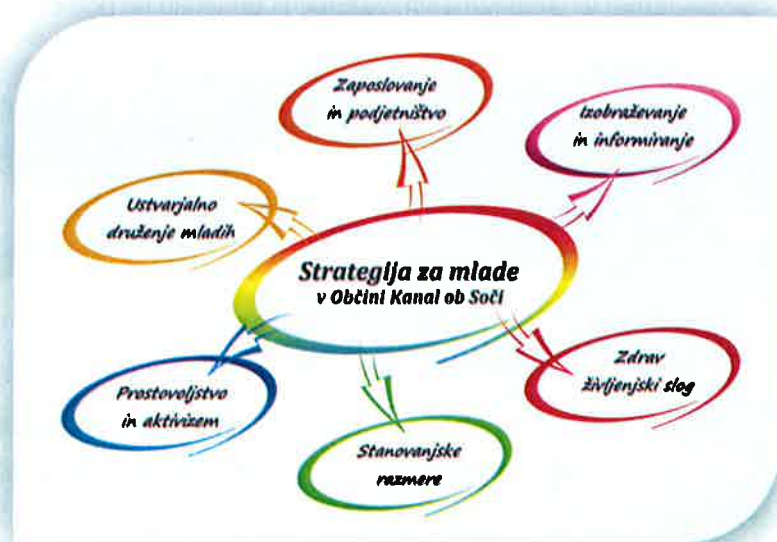 Zaposlovanje
in podjetništvo
Izobraževanje
in informiranje
Ustvarjalno
druženje mladih
Strategija za mlade
v Občini Kanal ob Soči
Zdrav
življenjski slog
Prostovoljstvo
in aktivizem
Stanovanjske
razmere